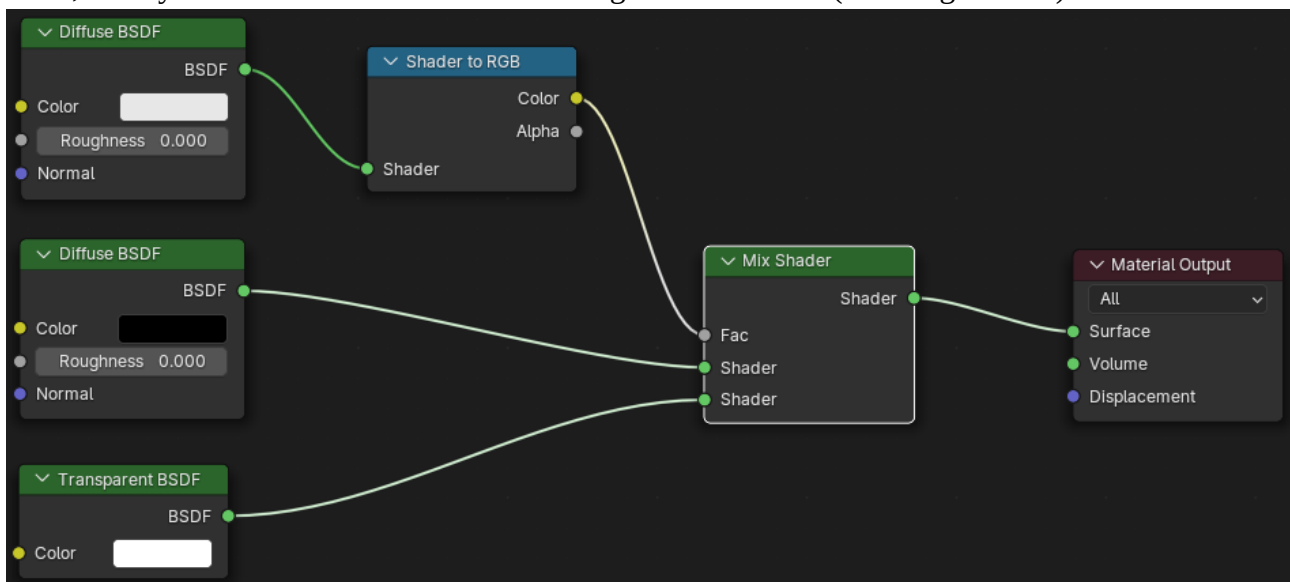 Diffuse BSDF
BSDF
Color
Roughness 0.000
Normal
Shader to RGB
Color
Alpha
Shader
Diffuse BSDF
BSDF
Color
Roughness 0.000
Normal
Transparent BSDF
BSDF
Color
Mix Shader
Shader
Fac
Shader
Shader
Material Output
All
Surface
Volume
Displacement